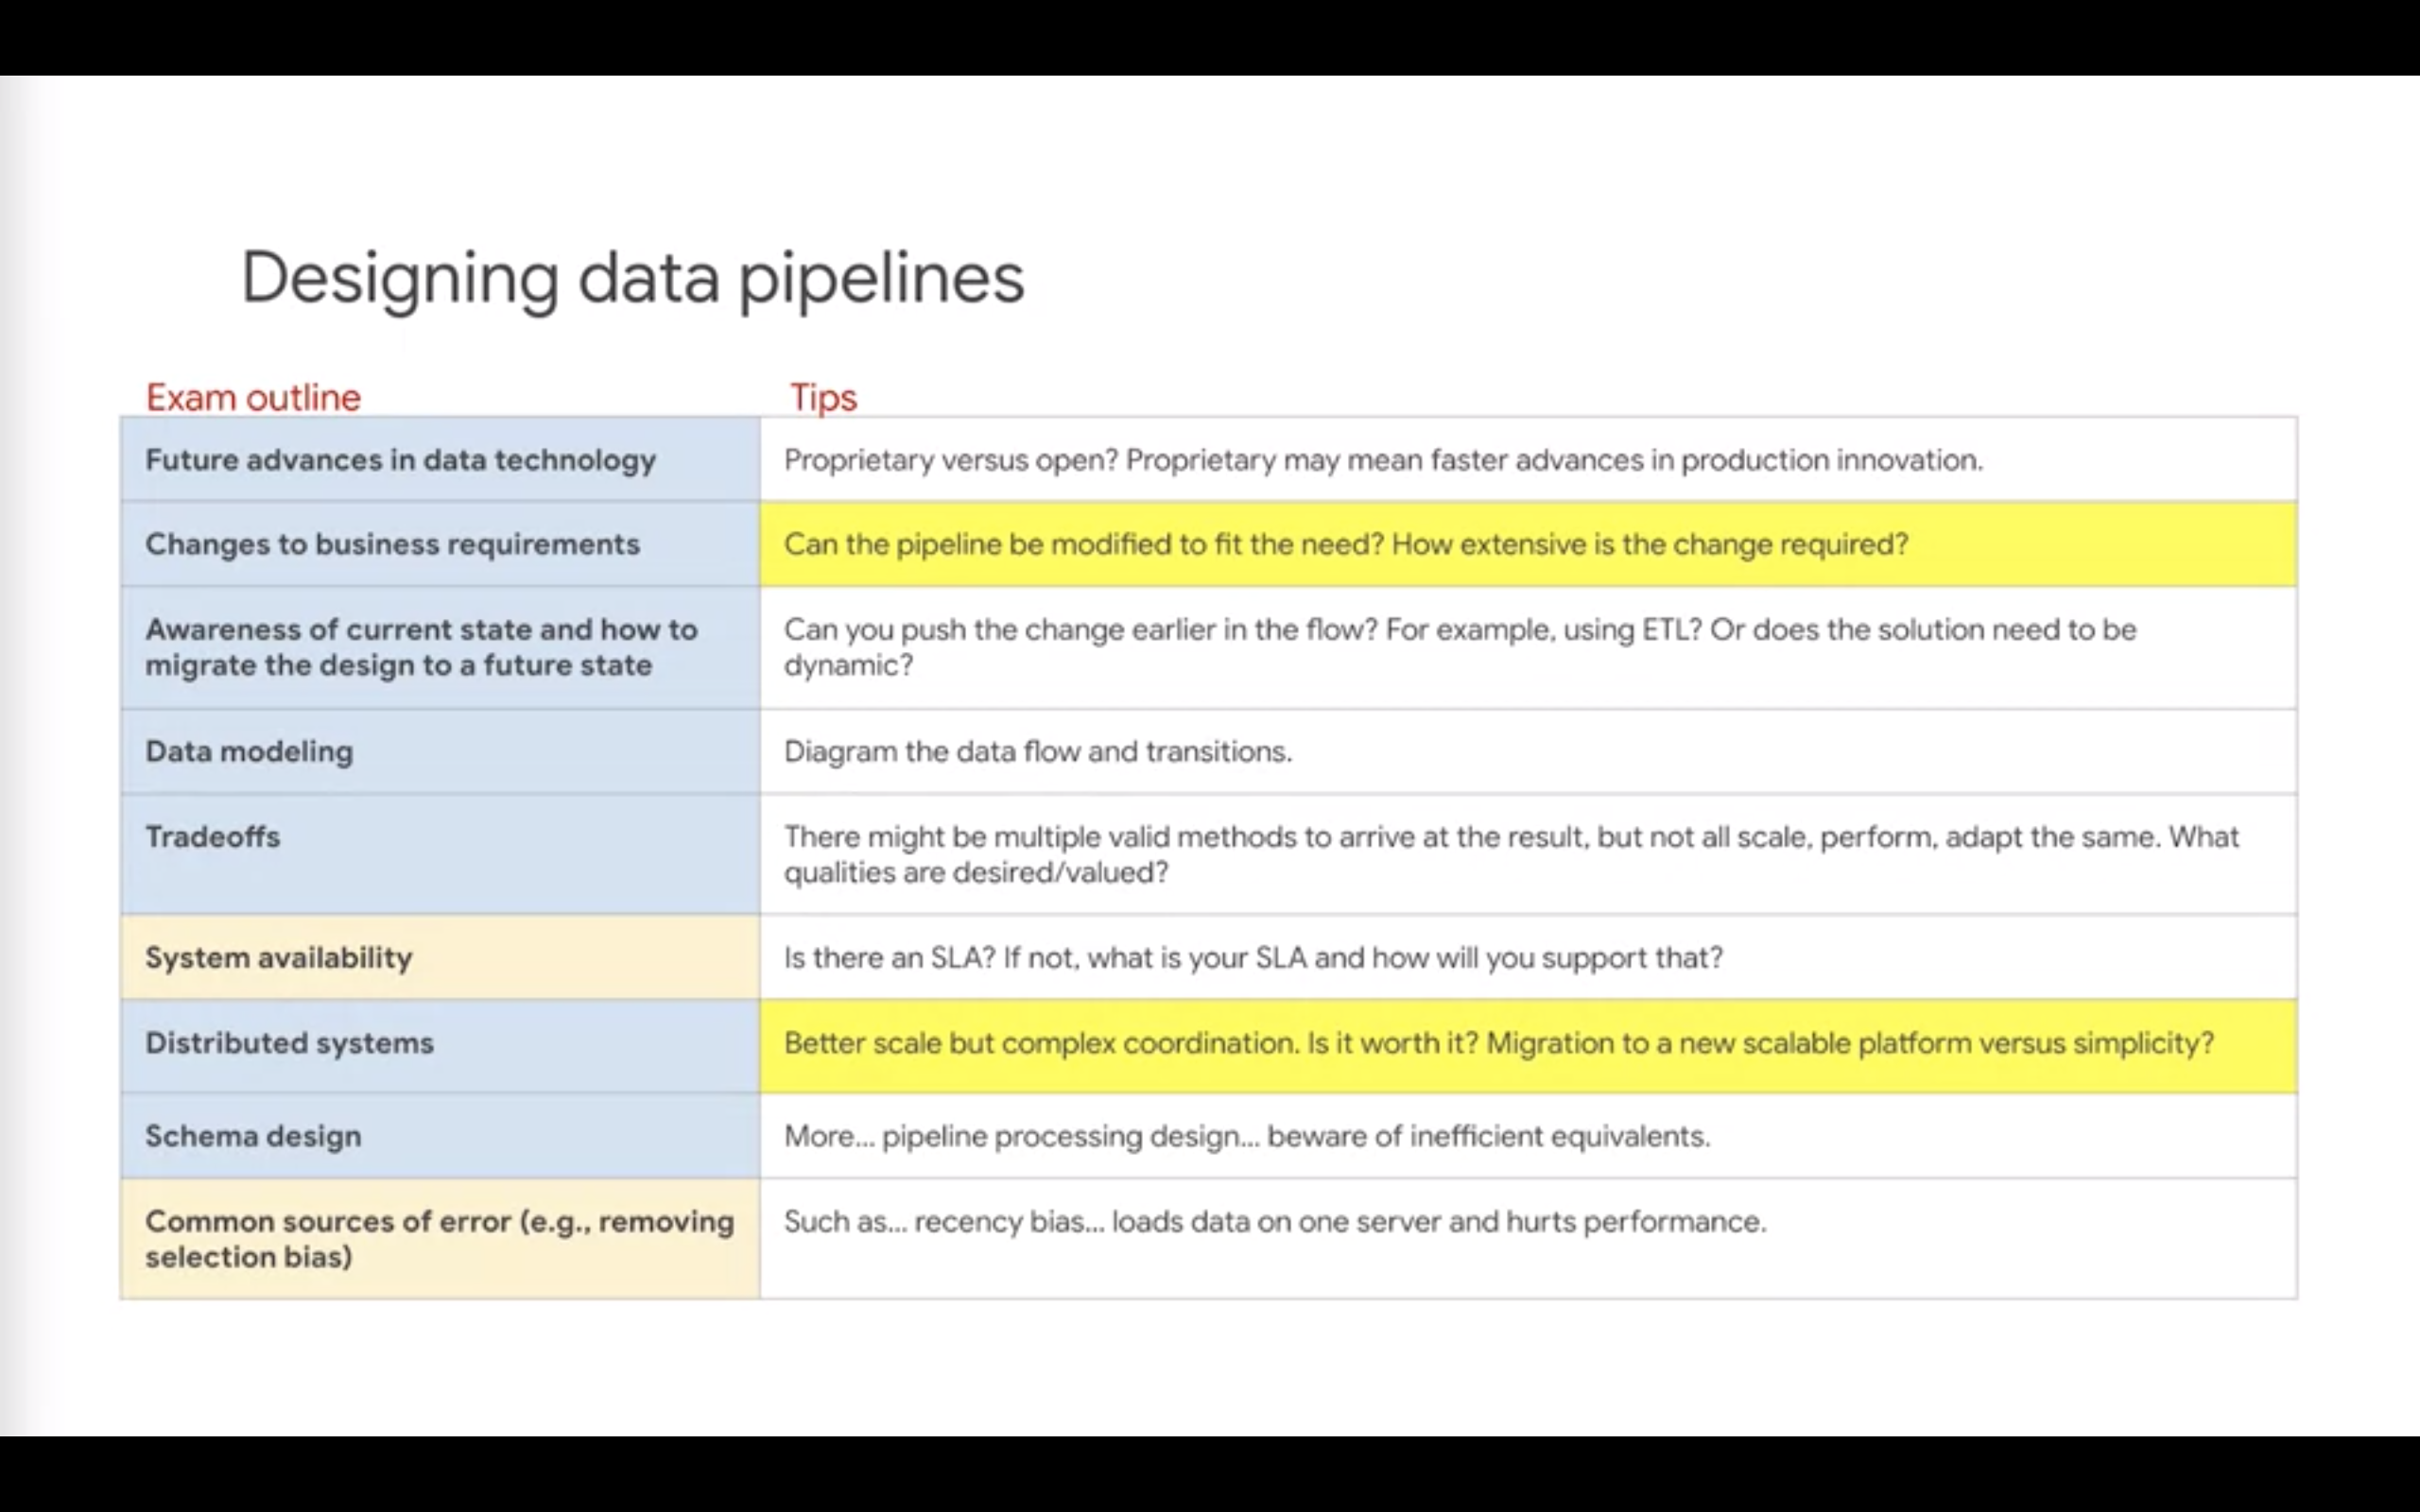 Designing data pipelines
Exam outline
Tips
Future advances in data technology
Proprietary versus open? Proprietary may mean faster advances in production innovation.
Changes to business requirements
Can the pipeline be modified to fit the need? How extensive is the change required?
Awareness of current state and how to
migrate the design to a future state
Can you push the change earlier in the flow? For example, using ETL? Or does the solution need to be
dynamic?
Data modeling
Diagram the data flow and transitions.
Tradeoffs
There might be multiple valid methods to arrive at the result, but not all scale, perform, adapt the same. What
qualities are desired/valued?
System availability
Is there an SLA? If not, what is your SLA and how will you support that?
Distributed systems
Better scale but complex coordination. Is it worth it? Migration to a new scalable platform versus simplicity?
Schema design
More... pipeline processing design... beware of inefficient equivalents.
Common sources of error (e.g., removing
selection bias)
Such as... recency bias... loads data on one server and hurts performance.